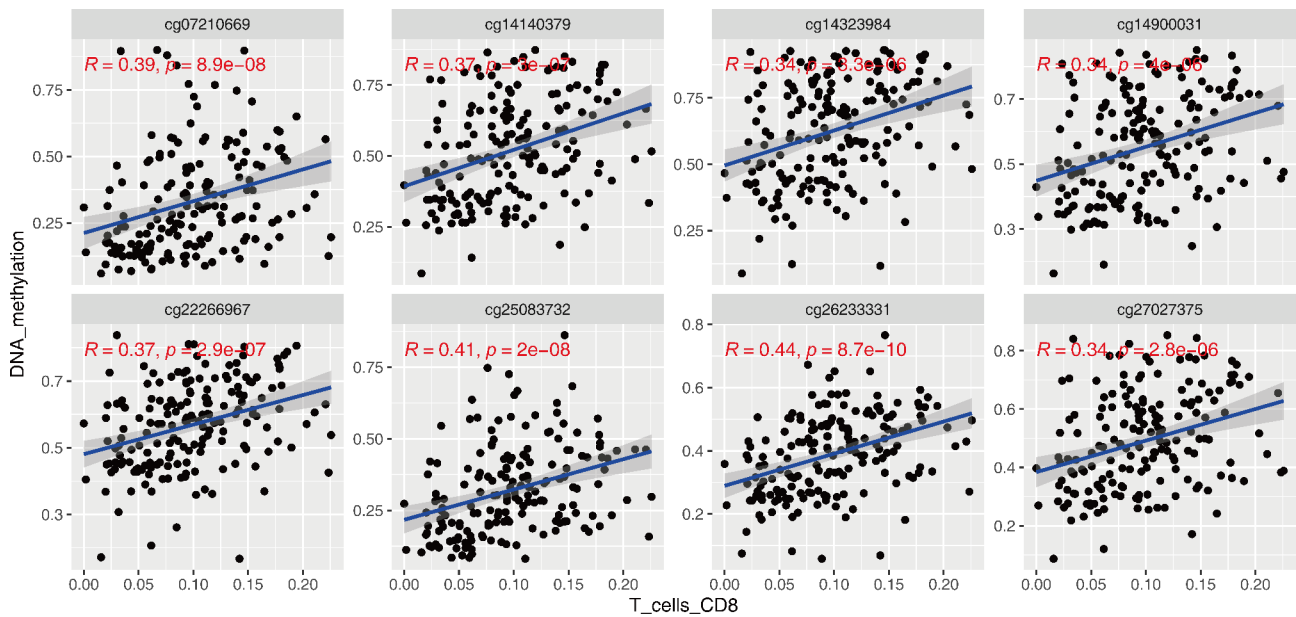 cg07210669 cg14140379 cg14323984 cg14900031
R = 0.39, p = 8.9e−08 R = 0.37, p = 5e−07 R = 0.34, p = 3.3e−06 R = 0.34, p = 4e−06
0.75 0.75 0.75 0.7
0.50 0.50 0.50 0.5
0.25 0.25 0.25 0.3
DNA_methylation
cg22266967 cg25083732 cg26233331 cg27027375
R = 0.37, p = 2.9e−07 R = 0.41, p = 2e−08 R = 0.44, p = 8.7e−10 R = 0.34, p = 2.8e−06
0.7 0.75 0.8 0.8
0.5 0.50 0.6 0.6
0.3 0.25 0.4 0.4
0.2 0.2
0.00 0.05 0.10 0.15 0.20 0.00 0.05 0.10 0.15 0.20 0.00 0.05 0.10 0.15 0.20 0.00 0.05 0.10 0.15 0.20
T_cells_CD8